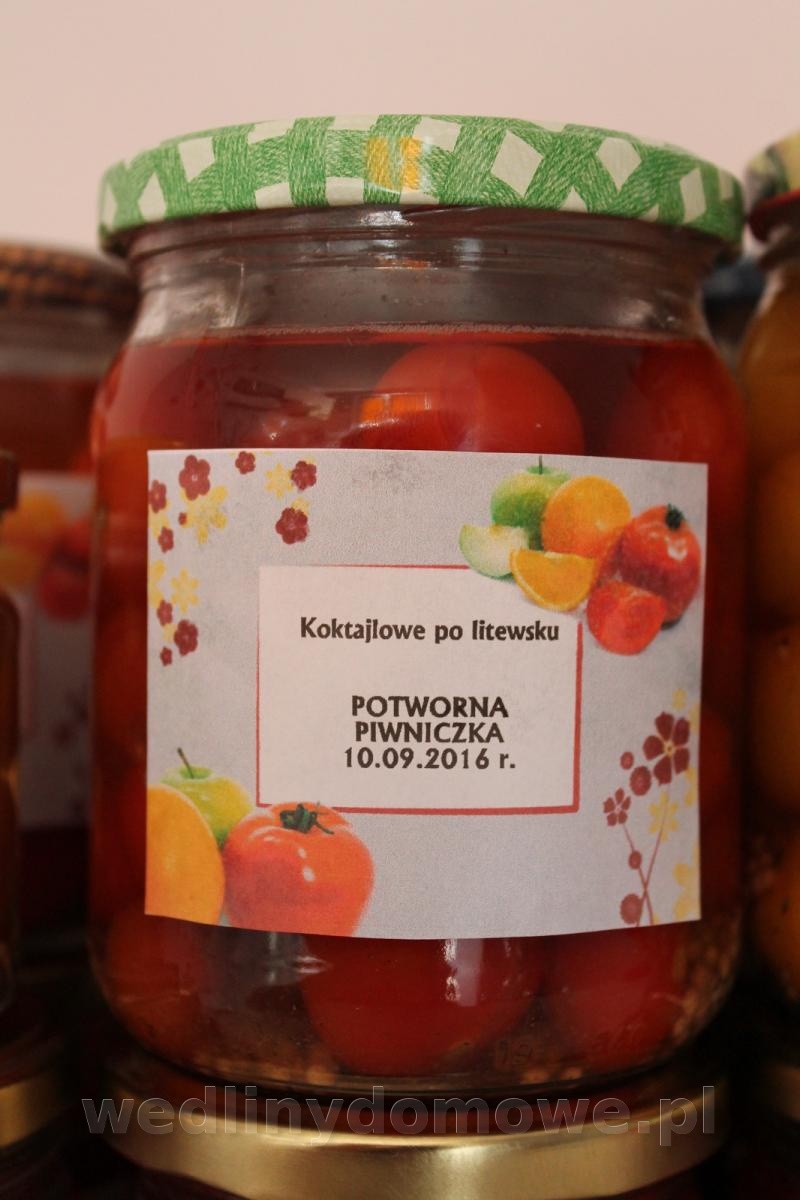 Koktajlowe po litewsku
POTWORNA
PIWNICZKA
10.09.2016 r.
wedlinydomowe.pl